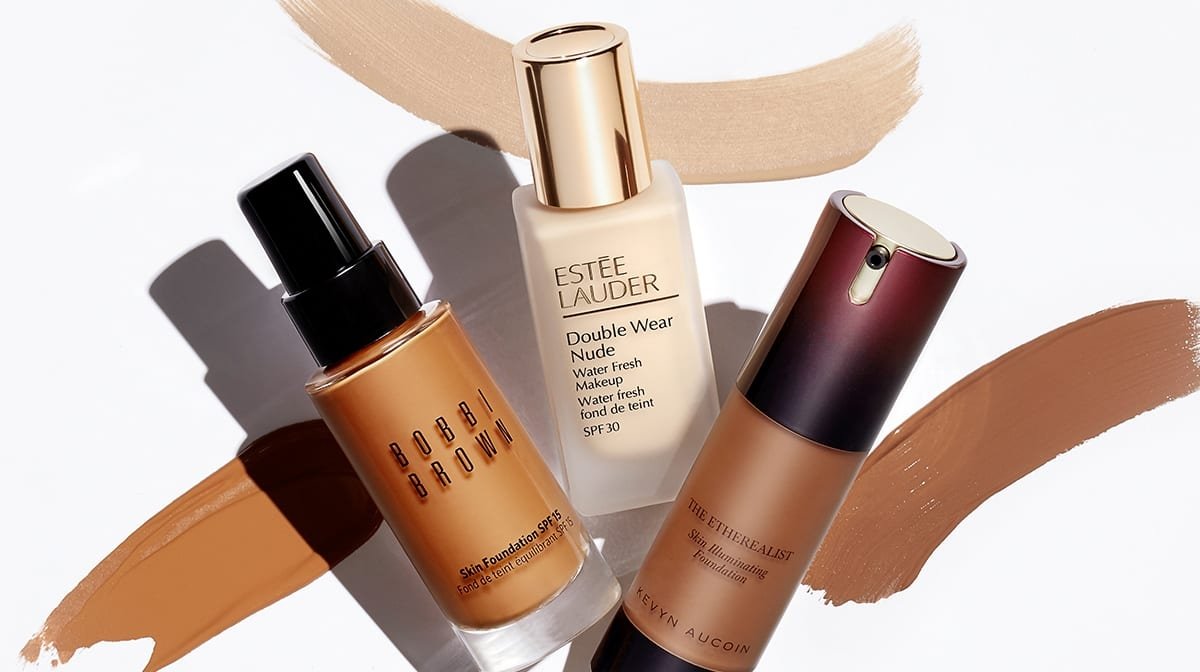 BOBBI
BROWN
Skin Foundation SPF 15
Fond de teint équilibrant SPF 15
ESTĒE
LAUDER
Double Wear
Nude
Water Fresh
Makeup
Water fresh
fond de teint
SPF 30
THE ETHEREALIST
Skin Illuminating
Foundation
KEVYN AUCOIN